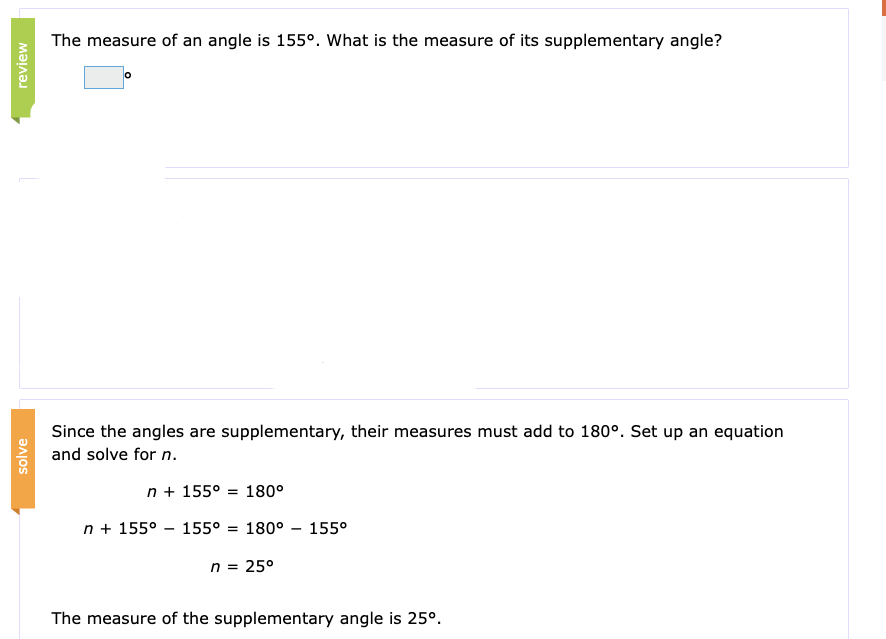 review
The measure of an angle is 155°. What is the measure of its supplementary angle?
°
solve
Since the angles are supplementary, their measures must add to 180°. Set up an equation
and solve for n.
n + 155° = 180°
n + 155° − 155° = 180° − 155°
n = 25°
The measure of the supplementary angle is 25°.